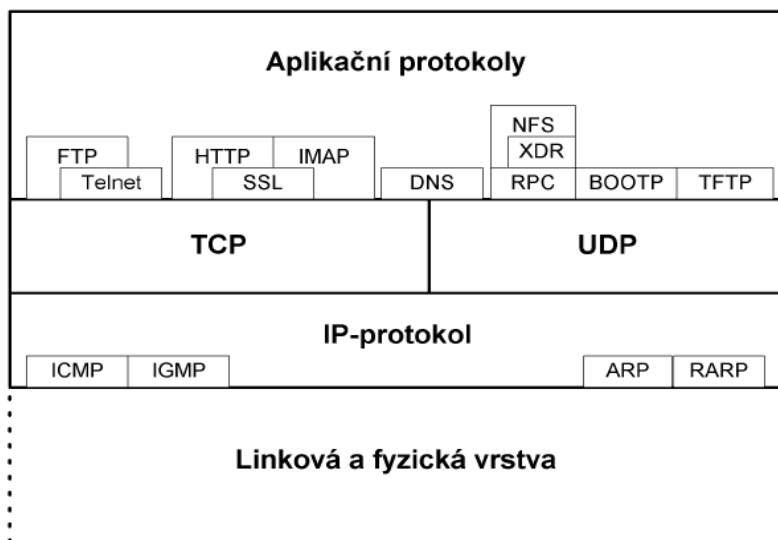 Aplikační protokoly
NFS
FTP HTTP IMAP XDR
Telnet SSL DNS RPC BOOTP TFTP
TCP UDP
IP-protokol
ICMP IGMP ARP RARP
Linková a fyzická vrstva